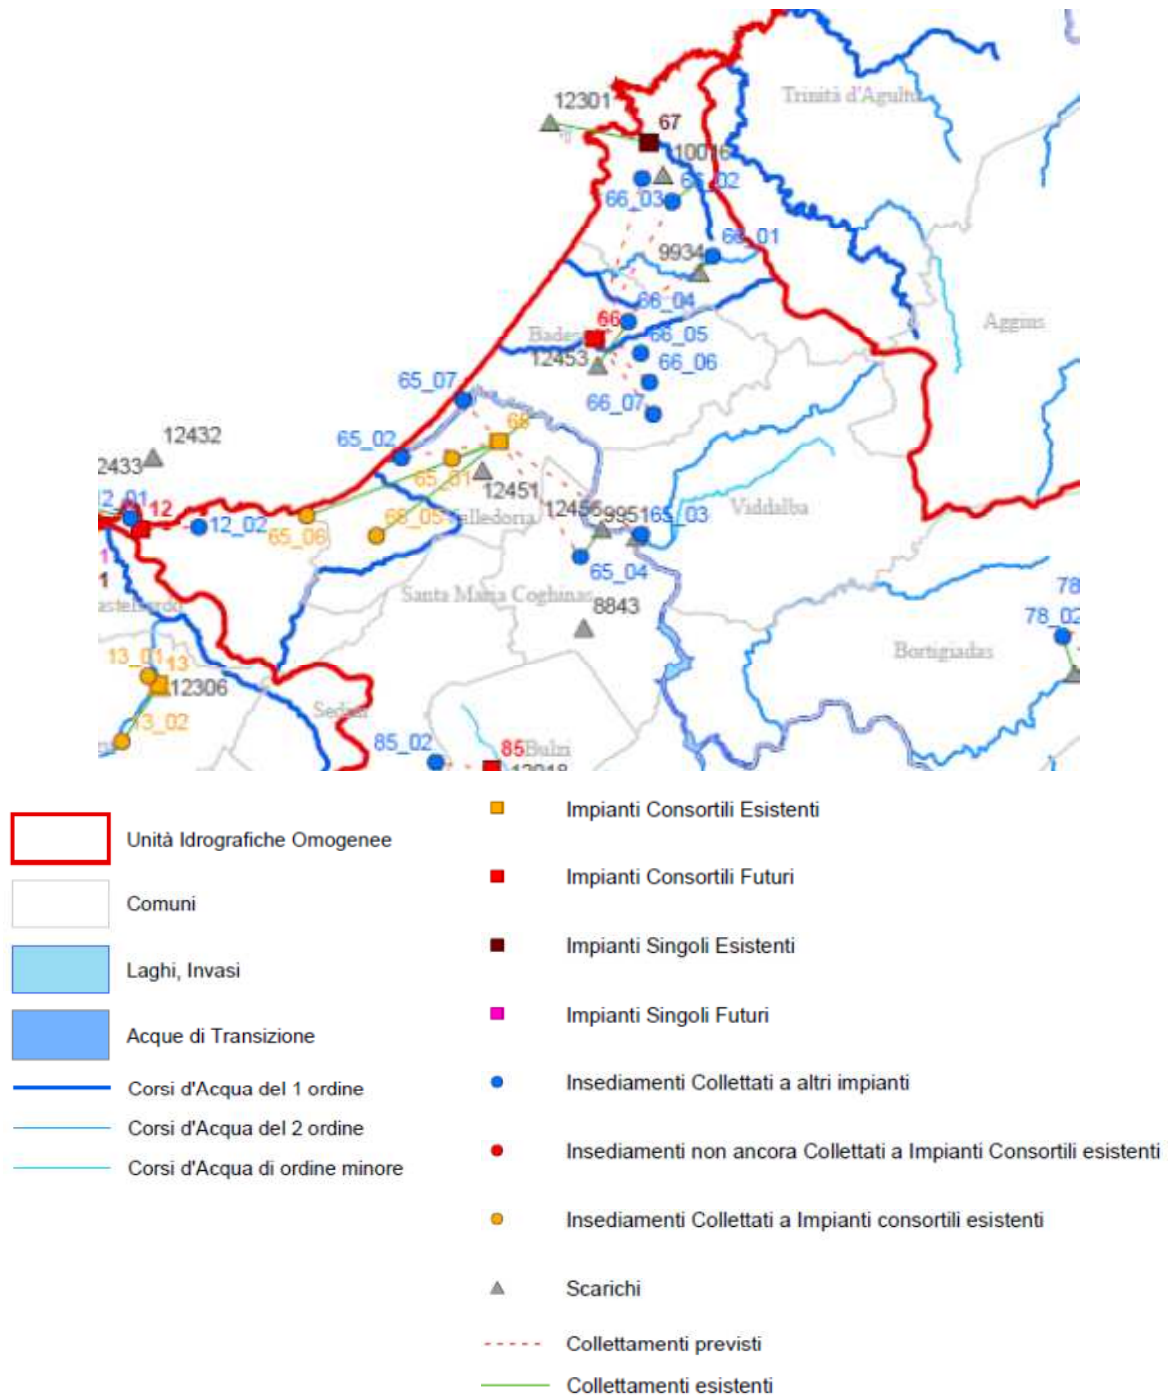 12301
67
Trinità d'Agultu
10016
66_02
66_03
66_01
9934
66_04
66
Aggius
66_05
12453
66_06
65_07
66_07
12432
65_02
12433
65_01
12451
12_01
12
12_02
65_06
65_05
Valledoria
12456
9951
65_03
Viddalba
65_04
Santa Maria Coghinas
8843
78_02
Bortigiadas
13_01
13
12306
13_02
Sedini
85_02
85
Bulzi
Unità Idrografiche Omogenee
Comuni
Laghi, Invasi
Acque di Transizione
Corsi d'Acqua del 1 ordine
Corsi d'Acqua del 2 ordine
Corsi d'Acqua di ordine minore
Impianti Consortili Esistenti
Impianti Consortili Futuri
Impianti Singoli Esistenti
Impianti Singoli Futuri
Insediamenti Collettati a altri impianti
Insediamenti non ancora Collettati a Impianti Consortili esistenti
Insediamenti Collettati a Impianti consortili esistenti
Scarichi
Collettamenti previsti
Collettamenti esistenti